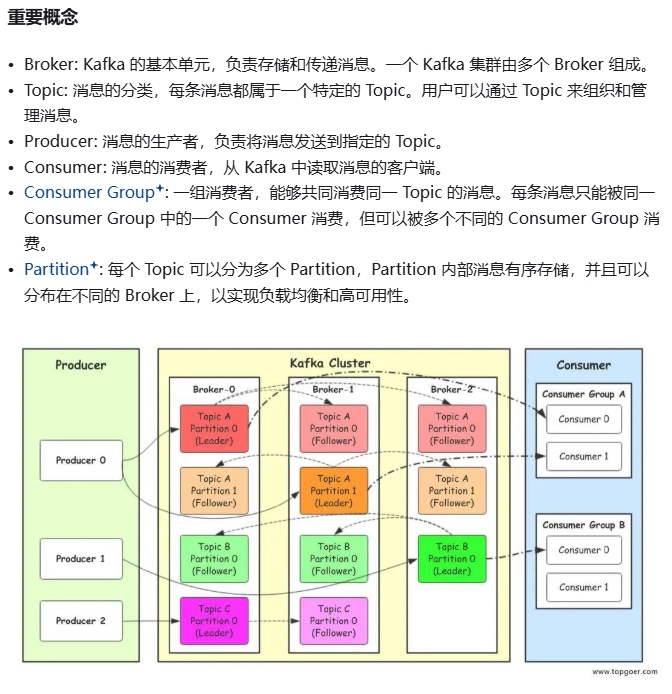 重要概念
• Broker: Kafka 的基本单元，负责存储和传递消息。一个 Kafka 集群由多个 Broker 组成。
• Topic: 消息的分类，每条消息都属于一个特定的 Topic。用户可以通过 Topic 来组织和管
理消息。
• Producer: 消息的生产者，负责将消息发送到指定的 Topic。
• Consumer: 消息的消费者，从 Kafka 中读取消息的客户端。
• Consumer Group: 一组消费者，能够共同消费同一 Topic 的消息。每条消息只能被同一
Consumer Group 中的一个 Consumer 消费，但可以被多个不同的 Consumer Group 消
费。
• Partition: 每个 Topic 可以分为多个 Partition，Partition 内部消息有序存储，并且可以
分布在不同的 Broker 上，以实现负载均衡和高可用性。
Producer
Kafka Cluster
Consumer
Broker-0
Broker-1
Broker-2
Consumer Group A
Topic A
Partition 0
(Leader)
Topic A
Partition 0
(Follower)
Topic A
Partition 0
(Follower)
Consumer 0
Producer 0
Consumer 1
Topic A
Partition 1
(Follower)
Topic A
Partition 1
(Leader)
Topic A
Partition 1
(Follower)
Consumer Group B
Producer 1
Topic B
Partition 0
(Follower)
Topic B
Partition 0
(Follower)
Topic B
Partition 0
(Leader)
Consumer 0
Consumer 1
Producer 2
Topic C
Partition 0
(Leader)
Topic C
Partition 0
(Follower)
www.topgoer.com